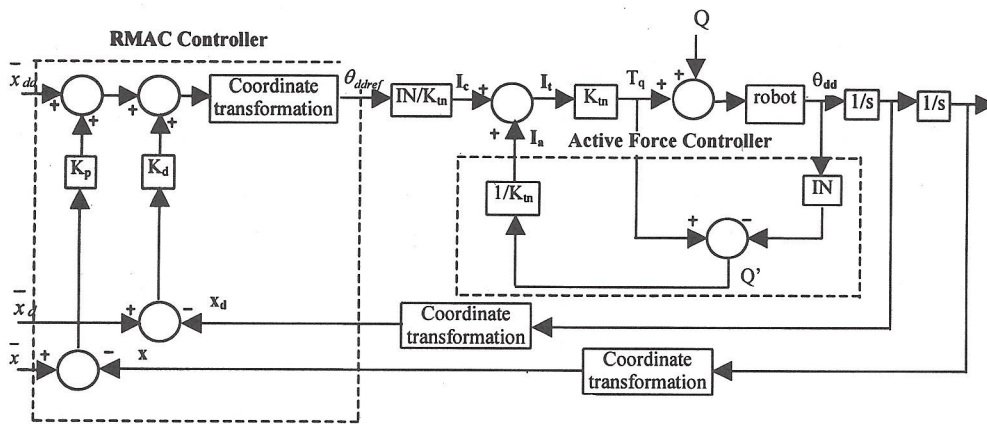 RMAC Controller
Q
x̄dd
+
+
+
+
Coordinate
transformation
θddref
IN/Ktn
Ic
+
+
It
Ktn
Tq
+
+
robot
θdd
1/s
1/s
Ia
Active Force Controller
Kp
Kd
1/Ktn
IN
+
-
Q'
x̄d
+
-
xd
Coordinate
transformation
x̄
+
-
x
Coordinate
transformation